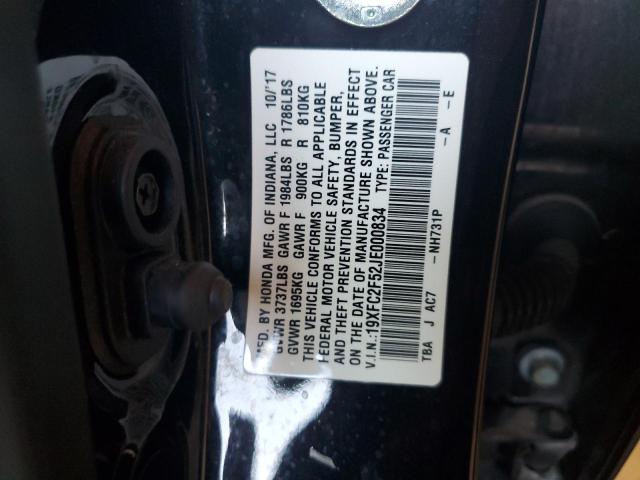 MFD. BY HONDA MFG. OF INDIANA, LLC 10/'17
GVWR 3737LBS GAWR F 1984LBS R 1786LBS
GVWR 1695KG GAWR F 900KG R 810KG
THIS VEHICLE CONFORMS TO ALL APPLICABLE
FEDERAL MOTOR VEHICLE SAFETY, BUMPER,
AND THEFT PREVENTION STANDARDS IN EFFECT
ON THE DATE OF MANUFACTURE SHOWN ABOVE.
V.I.N.: 19XFC2F52JE000834 TYPE: PASSENGER CAR
TBA J AC7 –NH731P –A –E